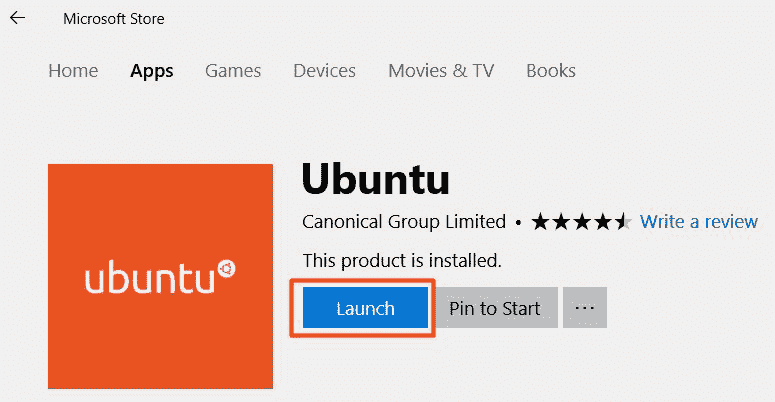 Microsoft Store
Home Apps Games Devices Movies & TV Books
Ubuntu
Canonical Group Limited • ★★★★⯨ Write a review
This product is installed.
ubuntu
Launch Pin to Start ...